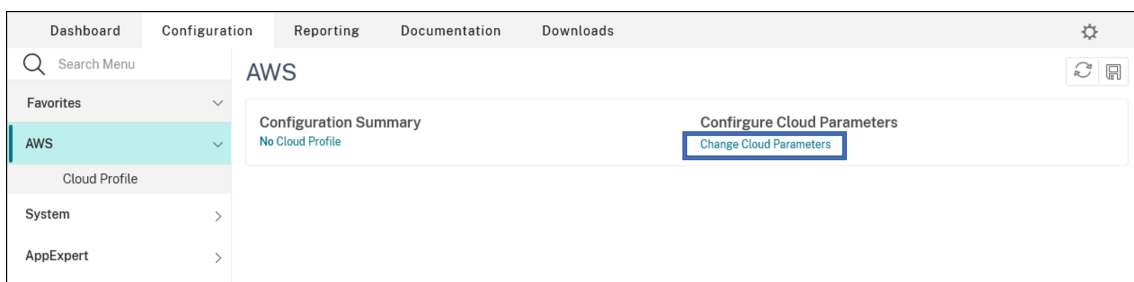 Dashboard Configuration Reporting Documentation Downloads
Search Menu
AWS
Favorites
Configuration Summary
Confirgure Cloud Parameters
AWS
No Cloud Profile
Change Cloud Parameters
Cloud Profile
System
AppExpert